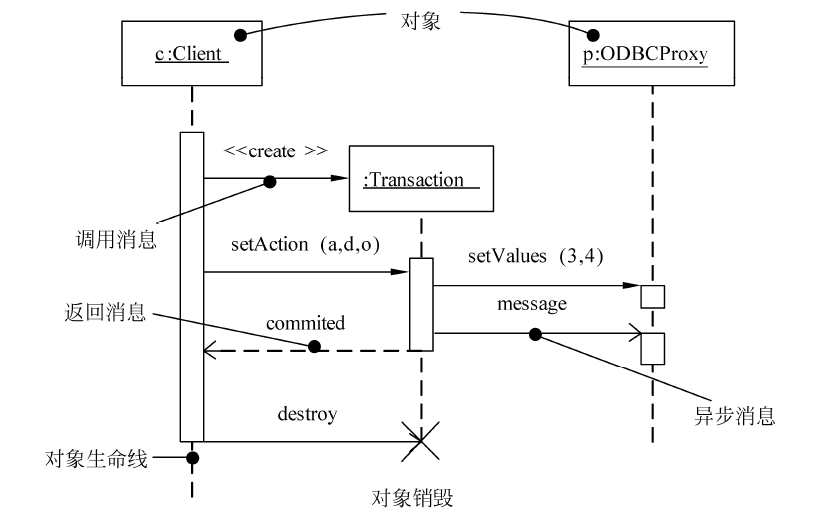 对象
c:Client
p:ODBCProxy
<<create >>
:Transaction
调用消息
setAction (a,d,o)
setValues (3,4)
返回消息
commited
message
异步消息
destroy
对象生命线
对象销毁